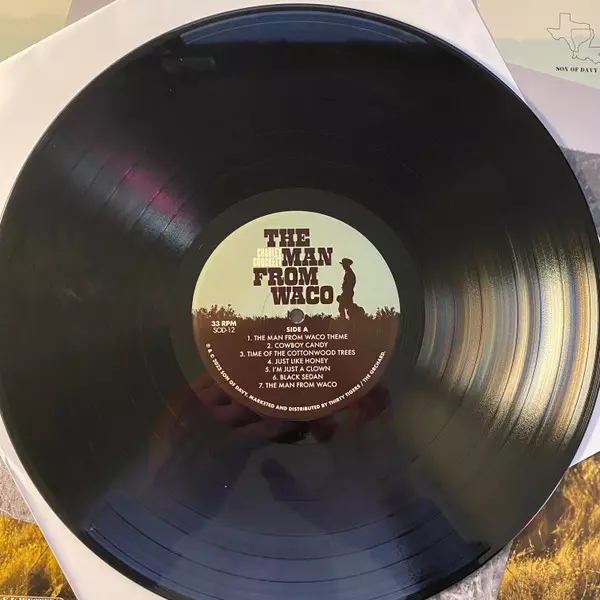 SON OF DAVY
THE
CHARLEY
CROCKETT
MAN
FROM
WACO
33 RPM
SOD-12
SIDE A
1. THE MAN FROM WACO THEME
2. COWBOY CANDY
3. TIME OF THE COTTONWOOD TREES
4. JUST LIKE HONEY
5. I'M JUST A CLOWN
6. BLACK SEDAN
7. THE MAN FROM WACO
℗ & © 2022 SON OF DAVY, MARKETED AND DISTRIBUTED BY THIRTY TIGERS / THE ORCHARD.